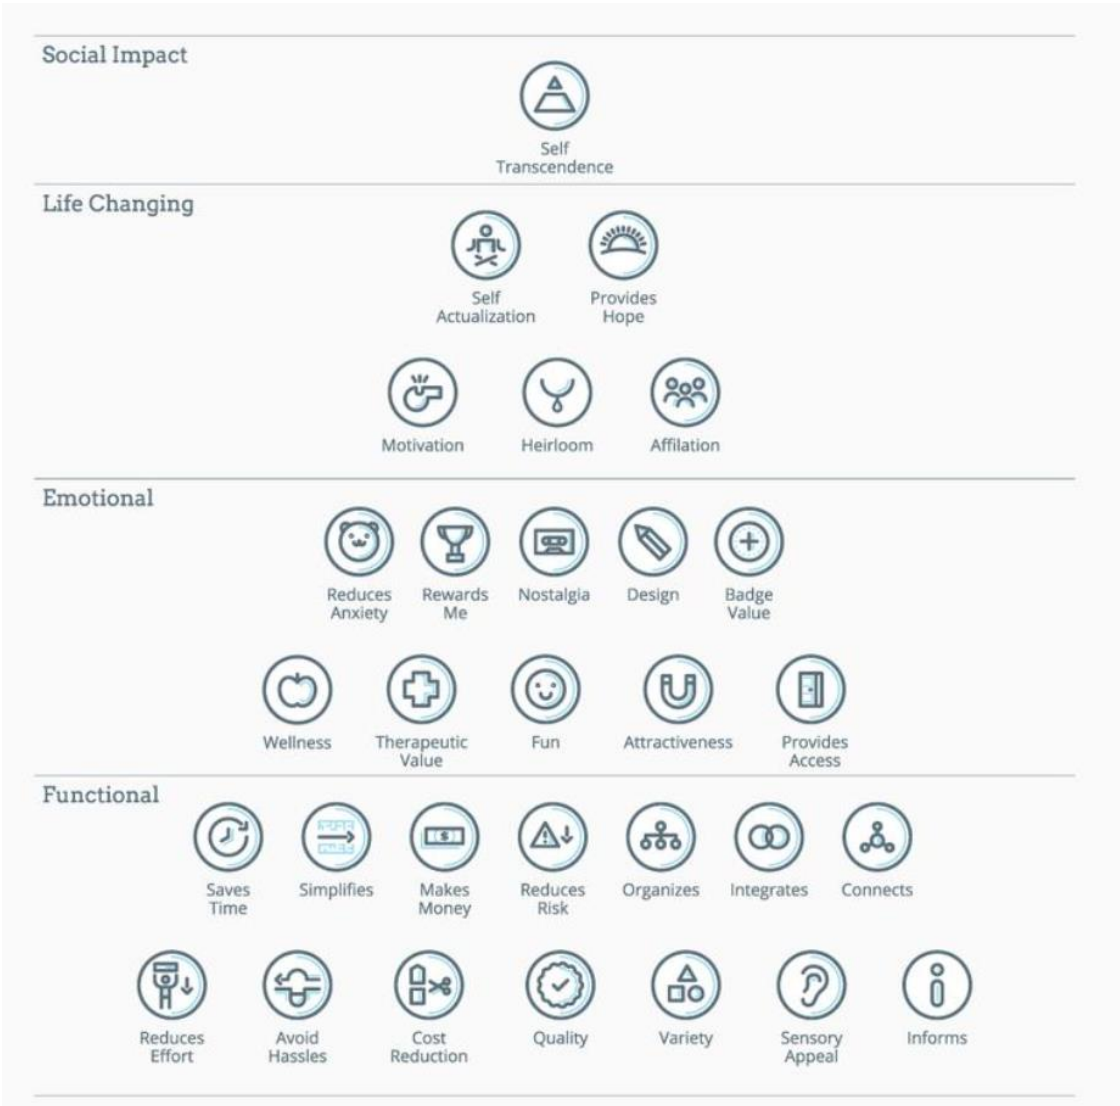 Social Impact
Self
Transcendence
Life Changing
Self
Actualization
Provides
Hope
Motivation
Heirloom
Affilation
Emotional
Reduces
Anxiety
Rewards
Me
Nostalgia
Design
Badge
Value
Wellness
Therapeutic
Value
Fun
Attractiveness
Provides
Access
Functional
Saves
Time
Simplifies
Makes
Money
Reduces
Risk
Organizes
Integrates
Connects
Reduces
Effort
Avoid
Hassles
Cost
Reduction
Quality
Variety
Sensory
Appeal
Informs